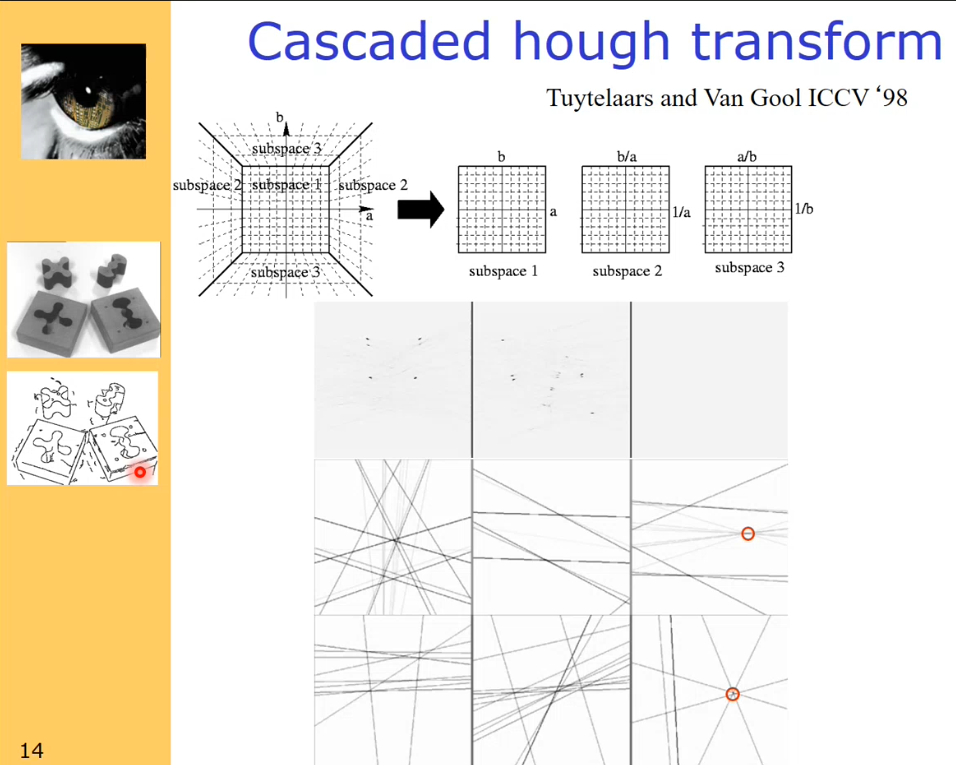 Cascaded hough transform
Tuytelaars and Van Gool ICCV ‘98
b
subspace 3
subspace 2
subspace 1
subspace 2
a
subspace 3
b
a
subspace 1
b/a
1/a
subspace 2
a/b
1/b
subspace 3
14